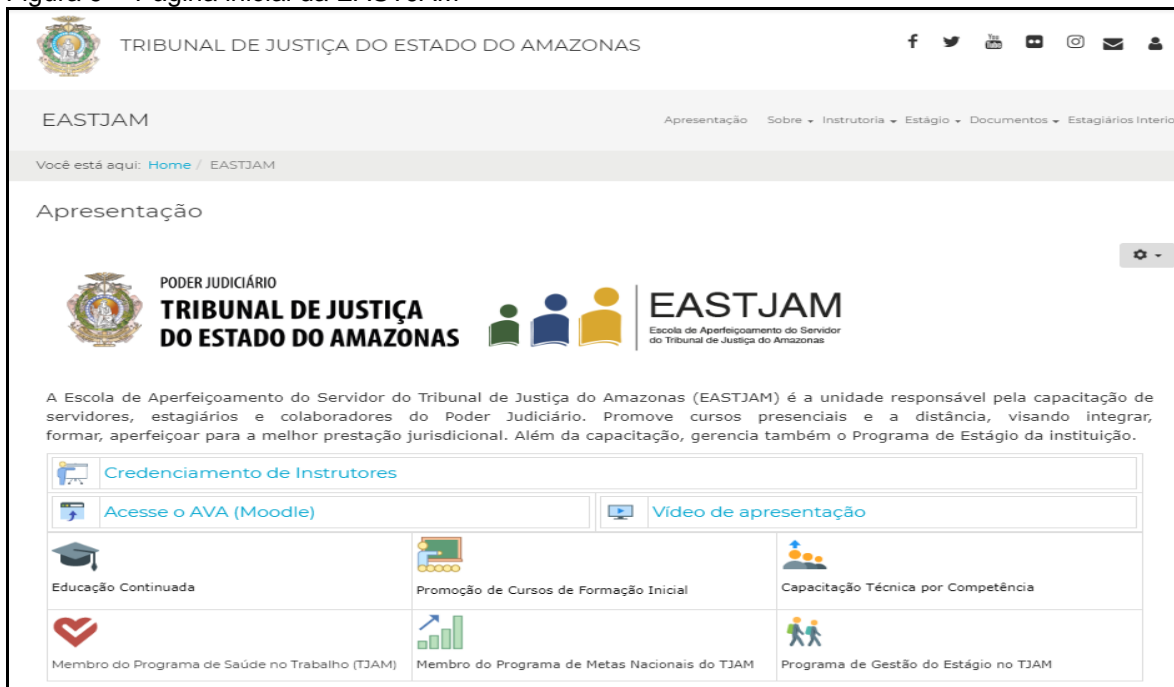 TRIBUNAL DE JUSTIÇA DO ESTADO DO AMAZONAS
You
EASTJAM
Apresentação Sobre Instrutoria Estágio Documentos Estagiários Interio
Você está aqui: Home / EASTJAM
Apresentação
PODER JUDICIÁRIO
TRIBUNAL DE JUSTIÇA
DO ESTADO DO AMAZONAS
EASTJAM
Escola de Aperfeiçoamento do Servidor
do Tribunal de Justiça do Amazonas
A Escola de Aperfeiçoamento do Servidor do Tribunal de Justiça do Amazonas (EASTJAM) é a unidade responsável pela capacitação de
servidores, estagiários e colaboradores do Poder Judiciário. Promove cursos presenciais e a distância, visando integrar,
formar, aperfeiçoar para a melhor prestação jurisdicional. Além da capacitação, gerencia também o Programa de Estágio da instituição.
Credenciamento de Instrutores
Acesse o AVA (Moodle) Vídeo de apresentação
Educação Continuada Promoção de Cursos de Formação Inicial Capacitação Técnica por Competência
Membro do Programa de Saúde no Trabalho (TJAM) Membro do Programa de Metas Nacionais do TJAM Programa de Gestão do Estágio no TJAM